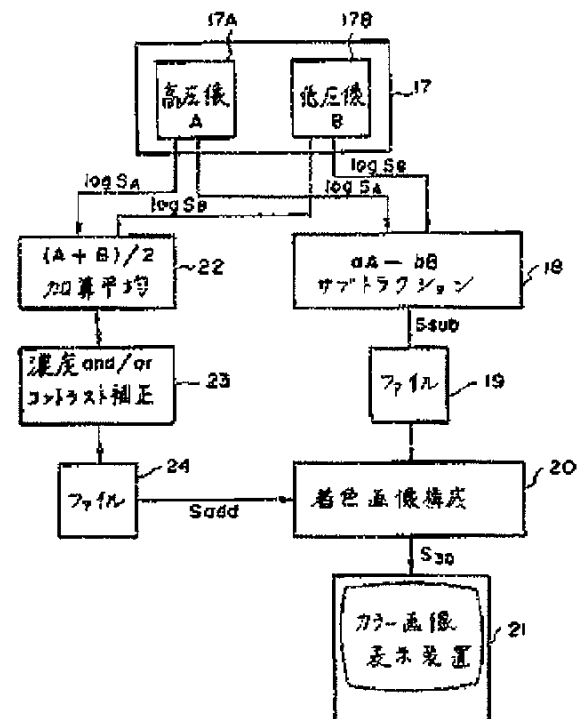 17A
17B
高圧像
A
低圧像
B
17
log SA
log SB
log SA
log SB
(A + B)/2
加算平均
22
aA − bB
サブトラクション
18
Ssub
濃度and/or
コントラスト補正
23
ファイル
19
24
ファイル
Sadd
着色画像構成
20
S30
カラー画像
表示装置
21